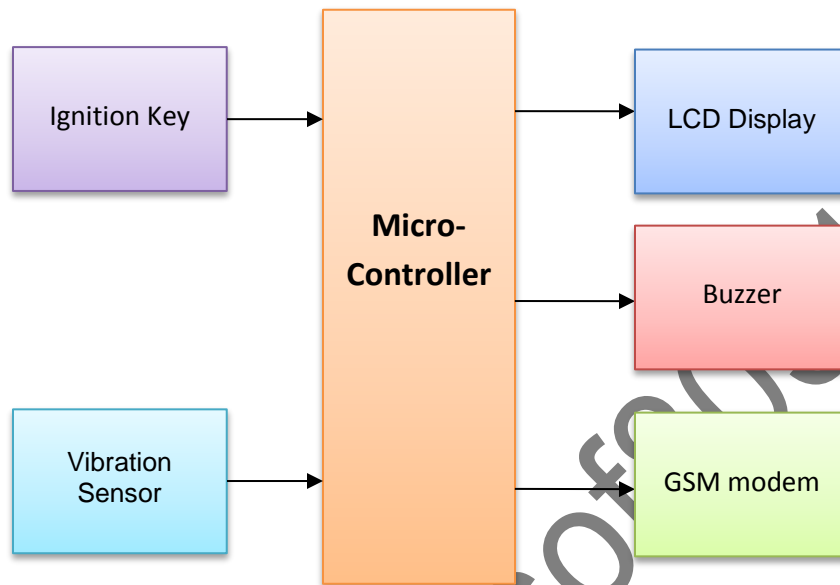 Ignition Key
LCD Display
Micro-
Controller
Buzzer
Vibration
Sensor
GSM modem